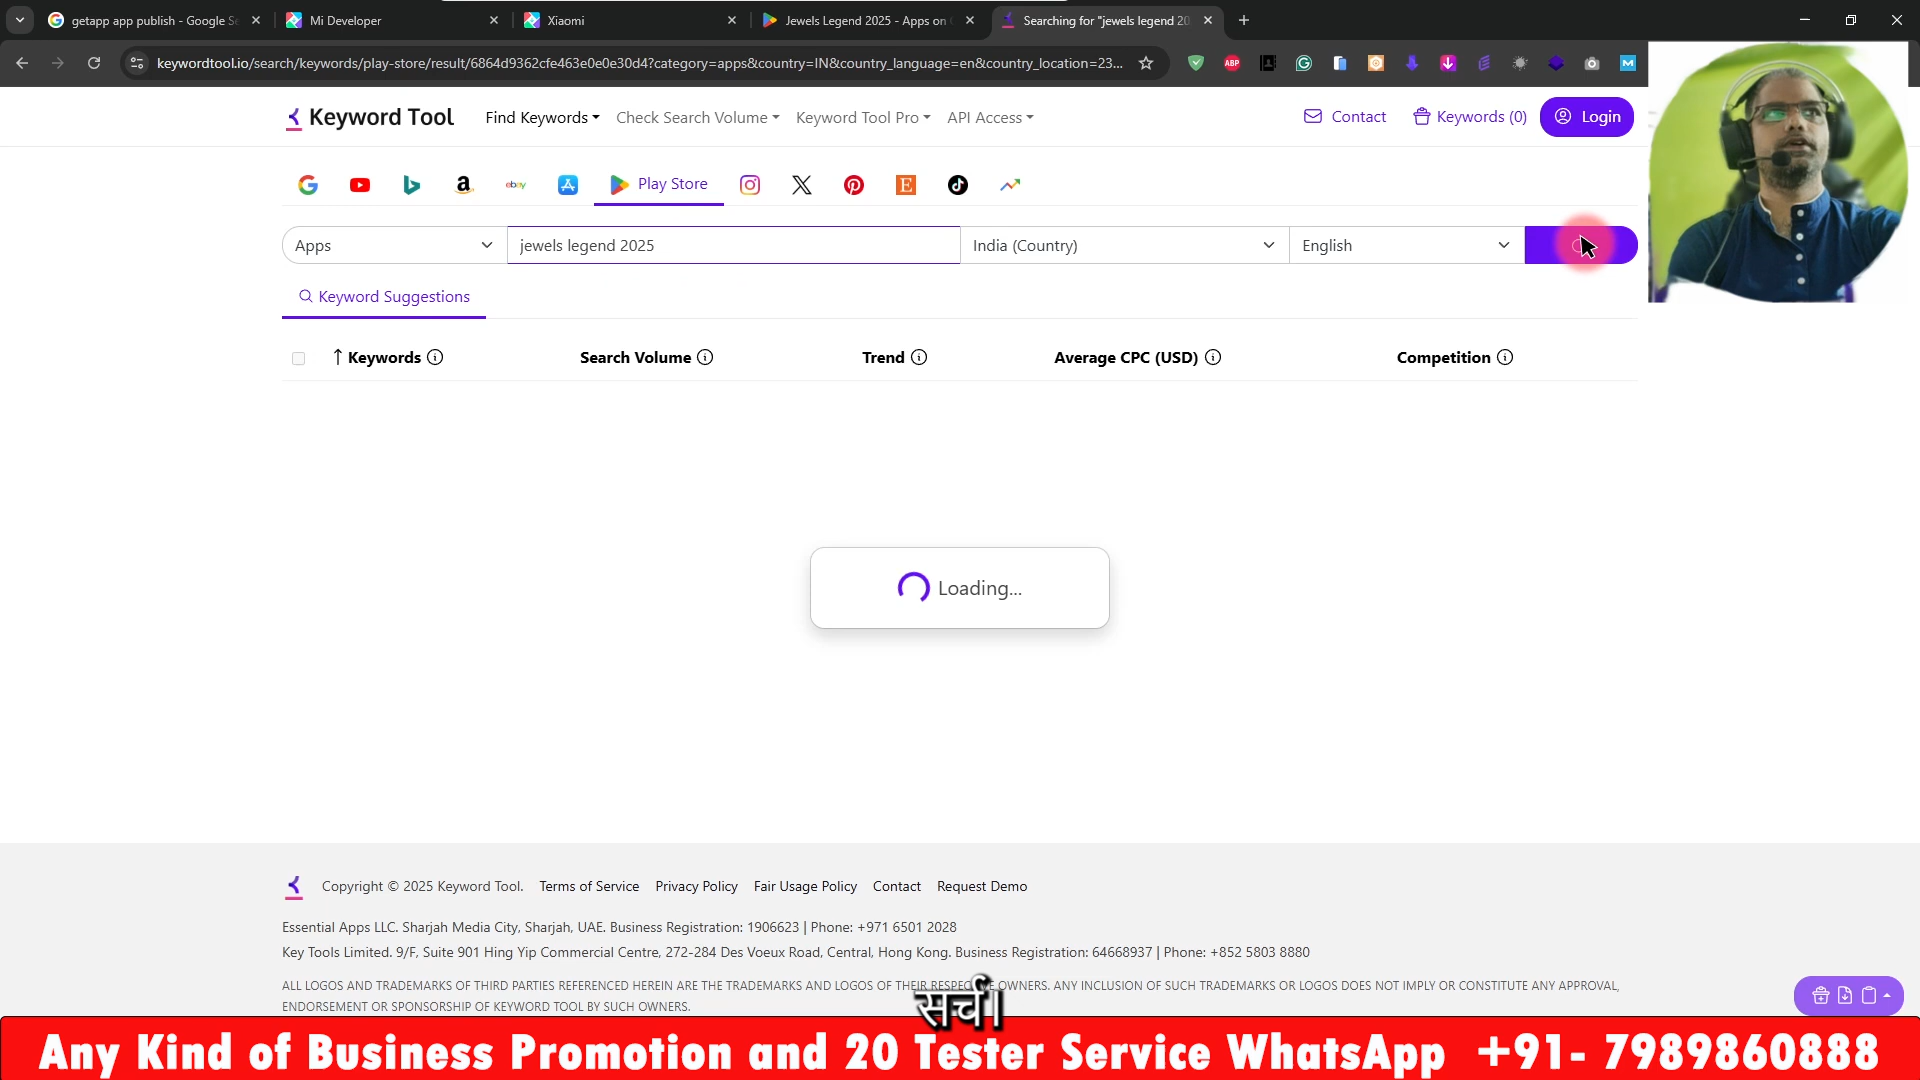 getapp app publish - Google Se
Mi Developer
Xiaomi
Jewels Legend 2025 - Apps on
Searching for "jewels legend 20
keywordtool.io/search/keywords/play-store/result/6864d9362cfe463e0e0e30d4?category=apps&country=IN&country_language=en&country_location=23...
ABP
Keyword Tool
Find Keywords
Check Search Volume
Keyword Tool Pro
API Access
Contact
Keywords (0)
Login
ebay
Play Store
Apps
jewels legend 2025
India (Country)
English
Keyword Suggestions
Keywords
Search Volume
Trend
Average CPC (USD)
Competition
Loading...
Copyright © 2025 Keyword Tool. Terms of Service Privacy Policy Fair Usage Policy Contact Request Demo
Essential Apps LLC. Sharjah Media City, Sharjah, UAE. Business Registration: 1906623 | Phone: +971 6501 2028
Key Tools Limited. 9/F, Suite 901 Hing Yip Commercial Centre, 272-284 Des Voeux Road, Central, Hong Kong. Business Registration: 64668937 | Phone: +852 5803 8880
ALL LOGOS AND TRADEMARKS OF THIRD PARTIES REFERENCED HEREIN ARE THE TRADEMARKS AND LOGOS OF THEIR RESPECTIVE OWNERS. ANY INCLUSION OF SUCH TRADEMARKS OR LOGOS DOES NOT IMPLY OR CONSTITUTE ANY APPROVAL,
ENDORSEMENT OR SPONSORSHIP OF KEYWORD TOOL BY SUCH OWNERS.
सर्च।
Any Kind of Business Promotion and 20 Tester Service WhatsApp +91- 7989860888